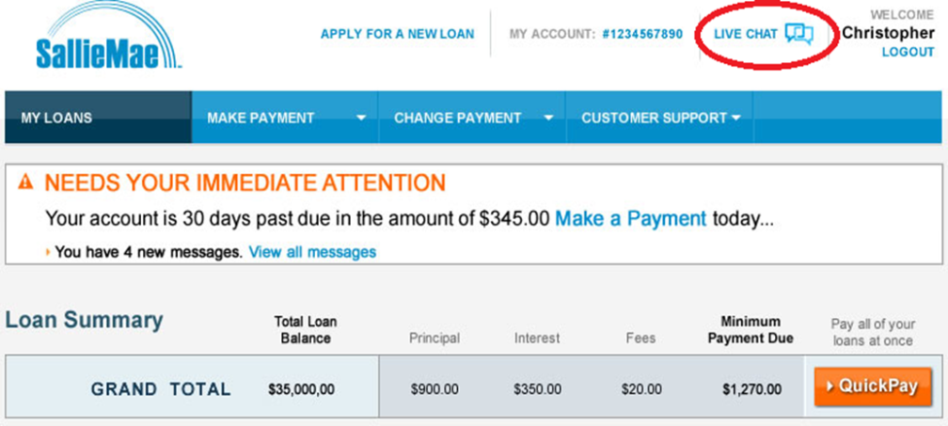 SallieMae
APPLY FOR A NEW LOAN MY ACCOUNT: #1234567890 LIVE CHAT WELCOME
Christopher
LOGOUT
MY LOANS MAKE PAYMENT CHANGE PAYMENT CUSTOMER SUPPORT
NEEDS YOUR IMMEDIATE ATTENTION
Your account is 30 days past due in the amount of $345.00 Make a Payment today...
You have 4 new messages. View all messages
Loan Summary
Total Loan
Balance
Principal
Interest
Fees
Minimum
Payment Due
Pay all of your
loans at once
GRAND TOTAL $35,000,00 $900.00 $350.00 $20.00 $1,270.00 QuickPay